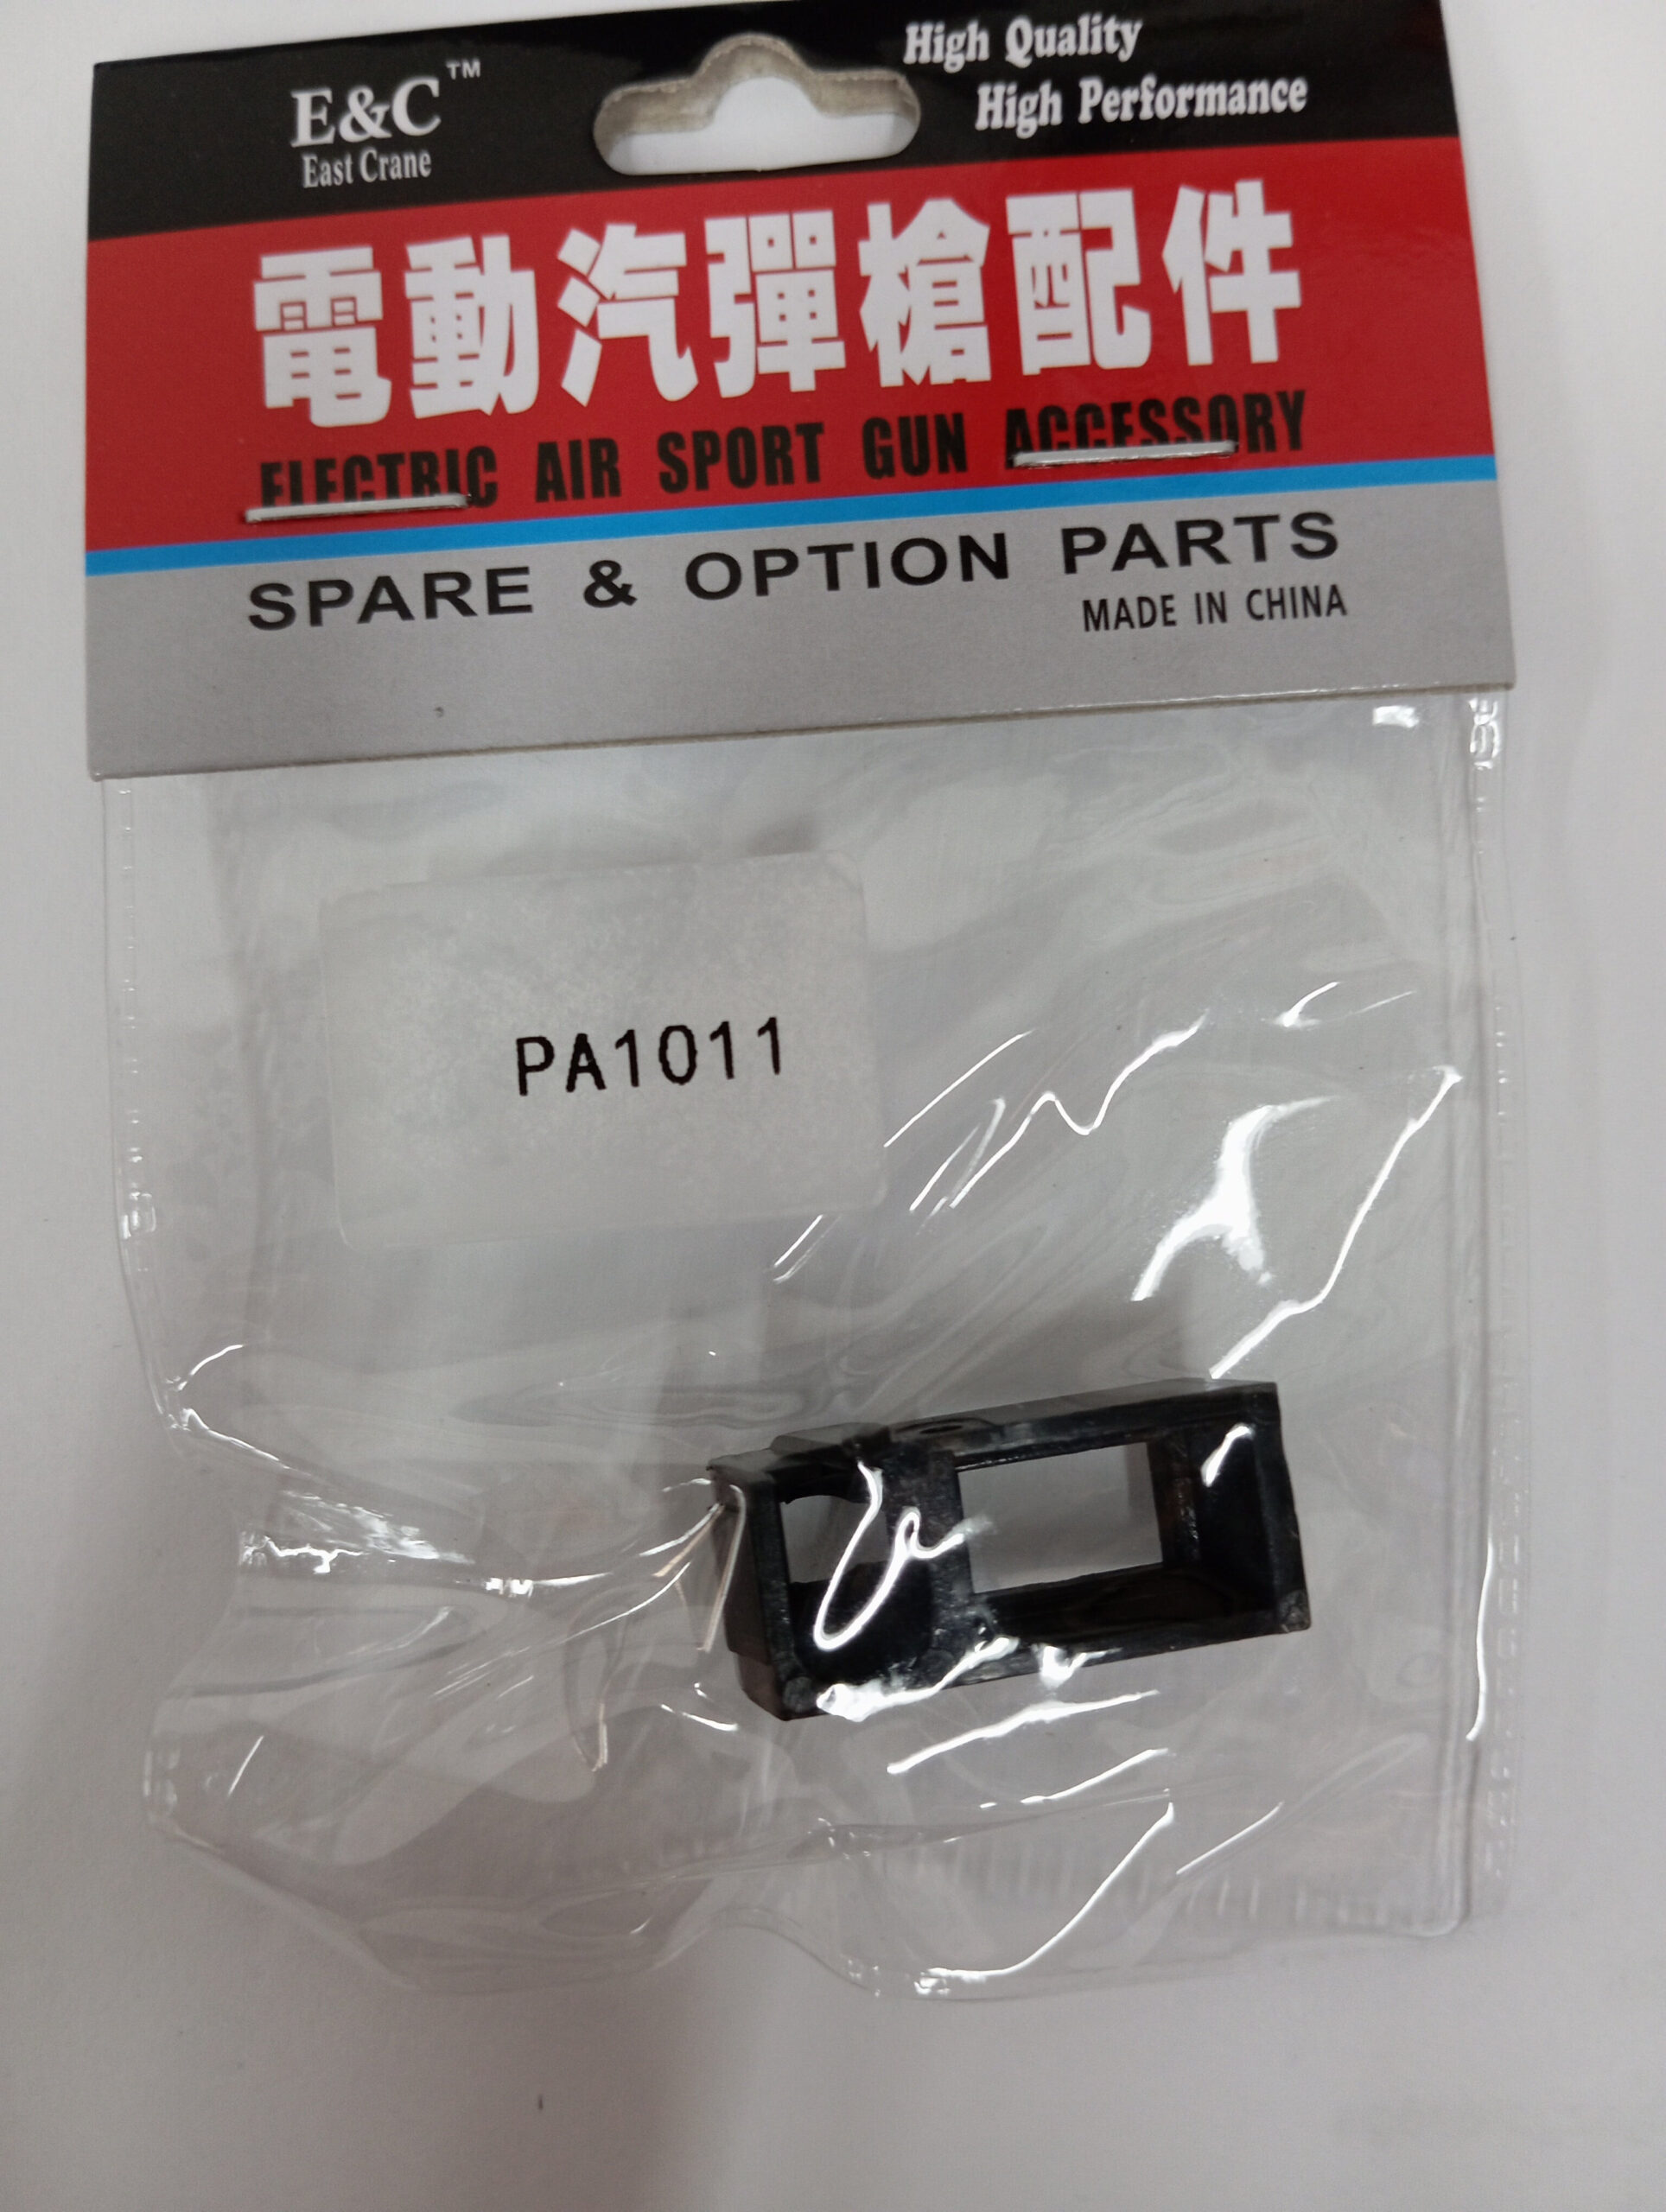 E&C™
East Crane
High Quality
High Performance
電動汽彈槍配件
ELECTRIC AIR SPORT GUN ACCESSORY
SPARE & OPTION PARTS
MADE IN CHINA
PA1011